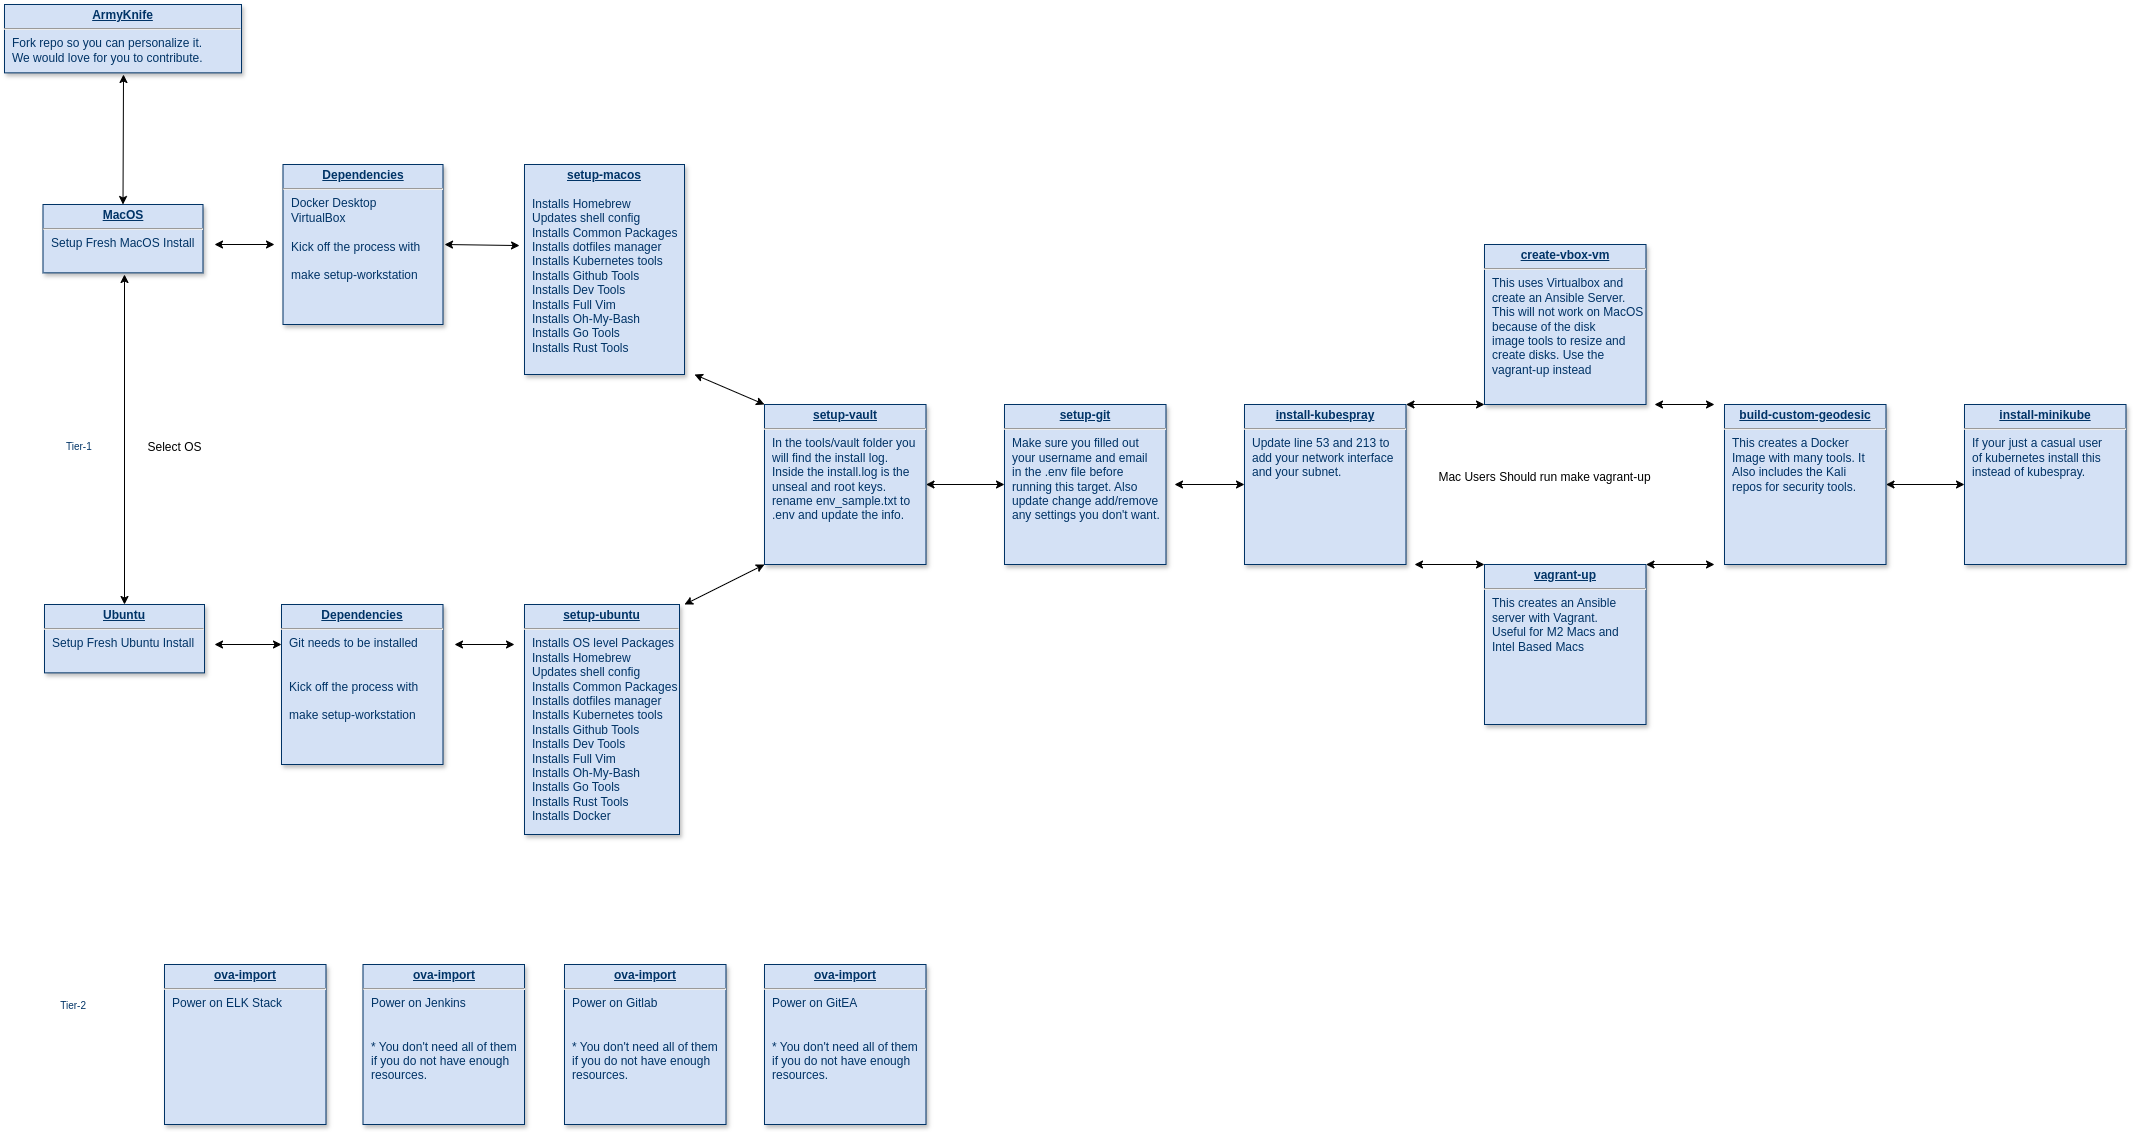 ArmyKnife
Fork repo so you can personalize it.
We would love for you to contribute.
MacOS
Setup Fresh MacOS Install
Dependencies
Docker Desktop
VirtualBox
Kick off the process with
make setup-workstation
setup-macos
Installs Homebrew
Updates shell config
Installs Common Packages
Installs dotfiles manager
Installs Kubernetes tools
Installs Github Tools
Installs Dev Tools
Installs Full Vim
Installs Oh-My-Bash
Installs Go Tools
Installs Rust Tools
Tier-1
Select OS
Ubuntu
Setup Fresh Ubuntu Install
Dependencies
Git needs to be installed
Kick off the process with
make setup-workstation
setup-ubuntu
Installs OS level Packages
Installs Homebrew
Updates shell config
Installs Common Packages
Installs dotfiles manager
Installs Kubernetes tools
Installs Github Tools
Installs Dev Tools
Installs Full Vim
Installs Oh-My-Bash
Installs Go Tools
Installs Rust Tools
Installs Docker
setup-vault
In the tools/vault folder you
will find the install log.
Inside the install.log is the
unseal and root keys.
rename env_sample.txt to
.env and update the info.
setup-git
Make sure you filled out
your username and email
in the .env file before
running this target. Also
update change add/remove
any settings you don't want.
install-kubespray
Update line 53 and 213 to
add your network interface
and your subnet.
create-vbox-vm
This uses Virtualbox and
create an Ansible Server.
This will not work on MacOS
because of the disk
image tools to resize and
create disks. Use the
vagrant-up instead
Mac Users Should run make vagrant-up
vagrant-up
This creates an Ansible
server with Vagrant.
Useful for M2 Macs and
Intel Based Macs
build-custom-geodesic
This creates a Docker
Image with many tools. It
Also includes the Kali
repos for security tools.
install-minikube
If your just a casual user
of kubernetes install this
instead of kubespray.
Tier-2
ova-import
Power on ELK Stack
ova-import
Power on Jenkins
* You don't need all of them
if you do not have enough
resources.
ova-import
Power on Gitlab
* You don't need all of them
if you do not have enough
resources.
ova-import
Power on GitEA
* You don't need all of them
if you do not have enough
resources.